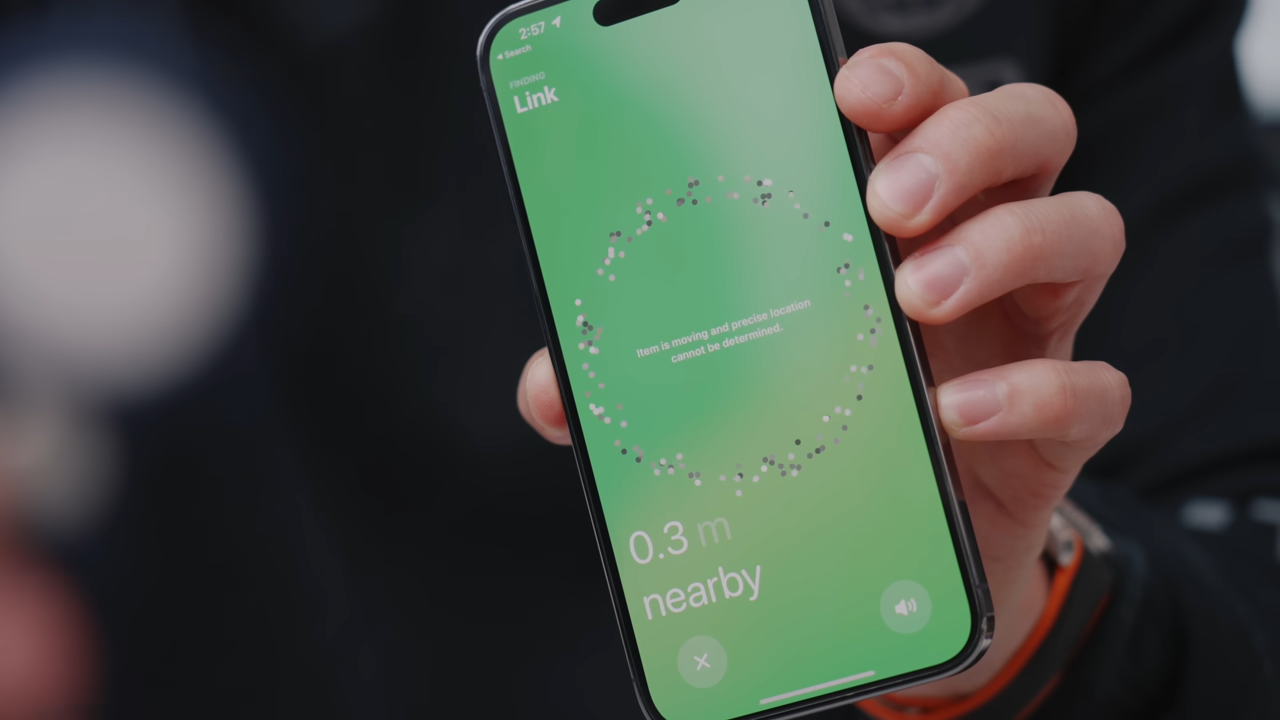 2:57
Search
FINDING
Link
Item is moving and precise location
cannot be determined.
0.3 m
nearby